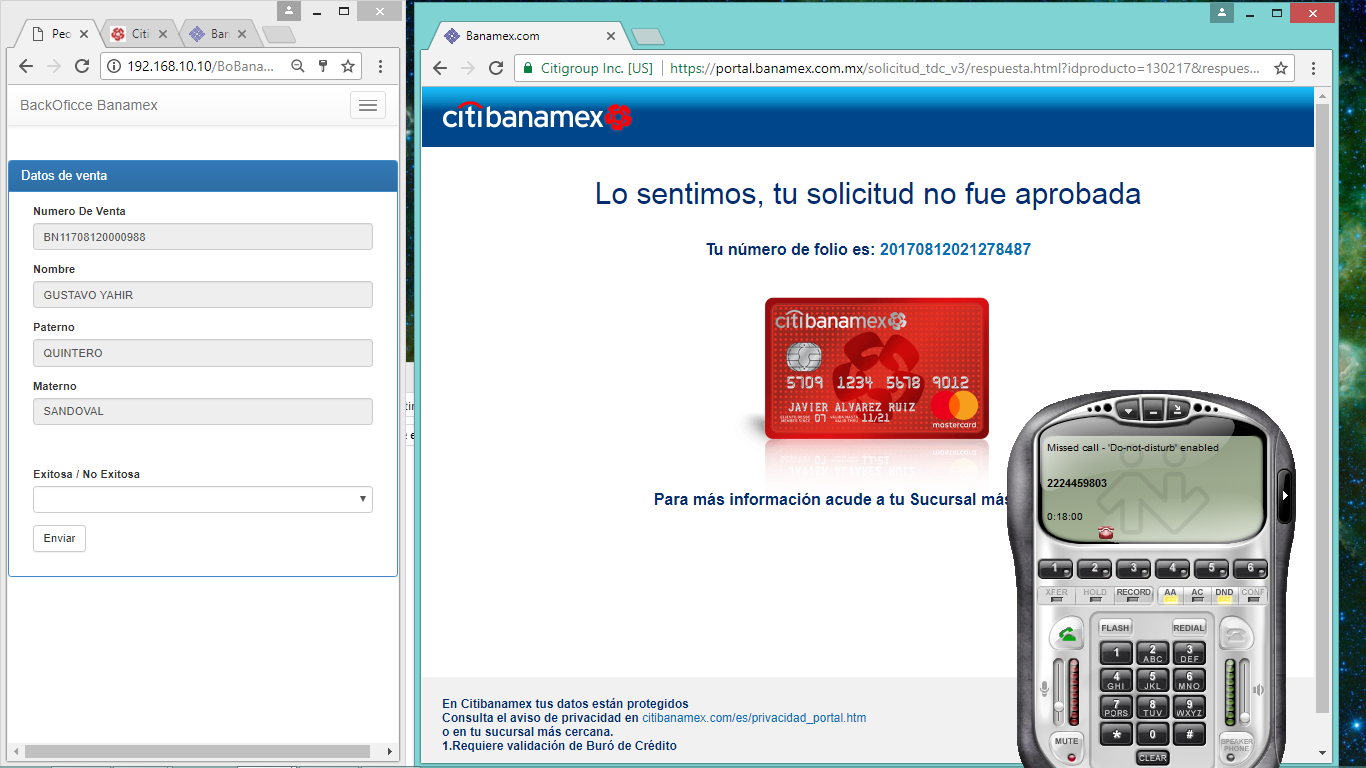 Peo
Citi
Ban
192.168.10.10/BoBana...
BackOficce Banamex
Datos de venta
Numero De Venta
BN11708120000988
Nombre
GUSTAVO YAHIR
Paterno
QUINTERO
Materno
SANDOVAL
Exitosa / No Exitosa
Enviar
Banamex.com
Citigroup Inc. [US]
https://portal.banamex.com.mx/solicitud_tdc_v3/respuesta.html?idproducto=130217&respues...
citibanamex
Lo sentimos, tu solicitud no fue aprobada
Tu número de folio es: 20170812021278487
citibanamex
5709 1234 5678 9012
JAVIER ALVAREZ RUIZ
07 11/21
mastercard
Para más información acude a tu Sucursal más
En Citibanamex tus datos están protegidos
Consulta el aviso de privacidad en citibanamex.com/es/privacidad_portal.htm
o en tu sucursal más cercana.
1.Requiere validación de Buró de Crédito
Missed call - 'Do-not-disturb' enabled
2224459803
0:18:00
1 2 3 4 5 6
XFER HOLD RECORD AA AC DND CONF
FLASH REDIAL
1 2 ABC 3 DEF
4 GHI 5 JKL 6 MNO
7 PQRS 8 TUV 9 WXYZ
* 0 #
MUTE
SPEAKER PHONE
CLEAR